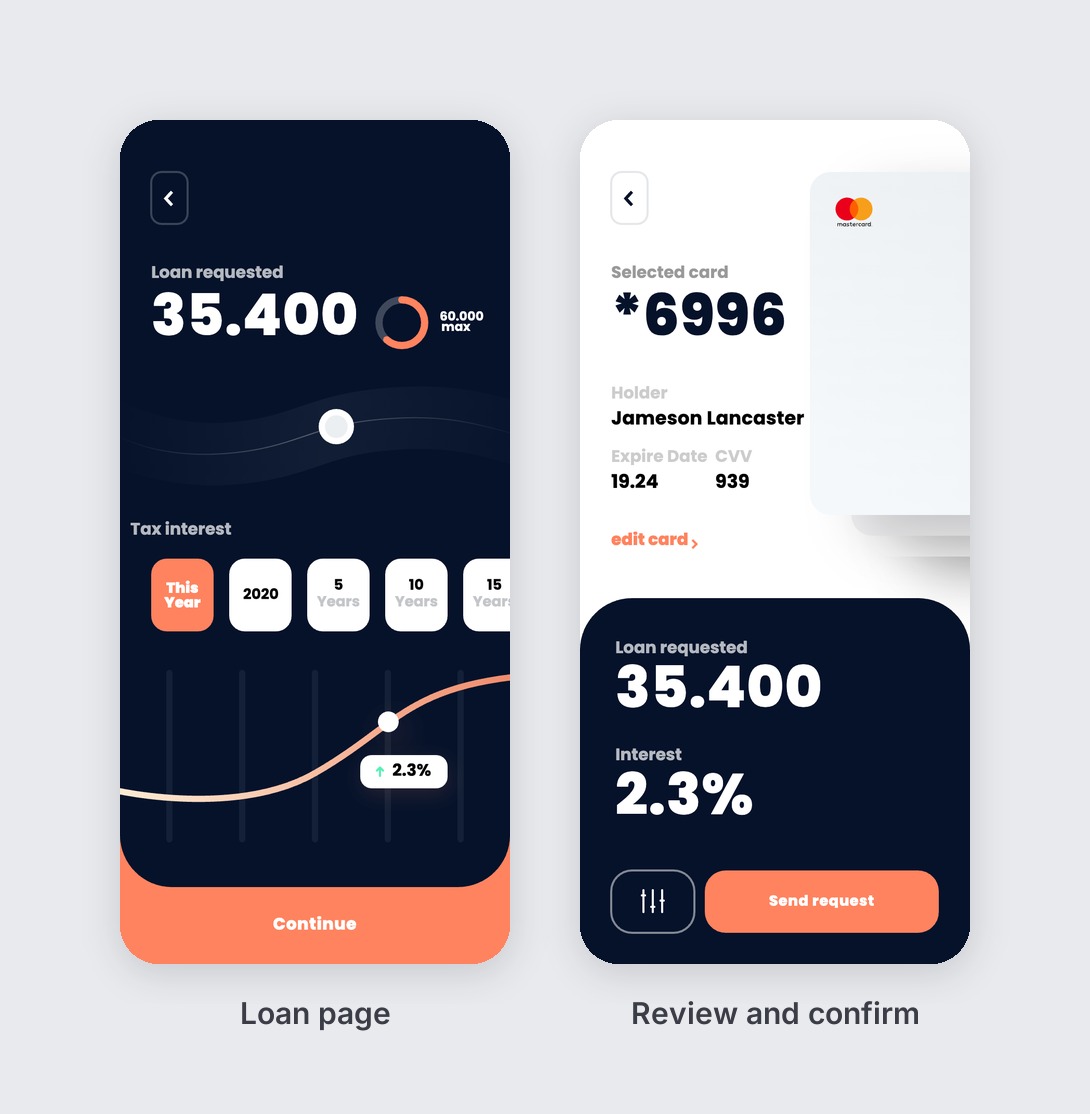 Loan requested
35.400
60.000
max
Tax interest
This
Year
2020
5
Years
10
Years
15
Years
2.3%
Continue
Loan page
mastercard
Selected card
*6996
Holder
Jameson Lancaster
Expire Date CVV
19.24 939
edit card
Loan requested
35.400
Interest
2.3%
Send request
Review and confirm